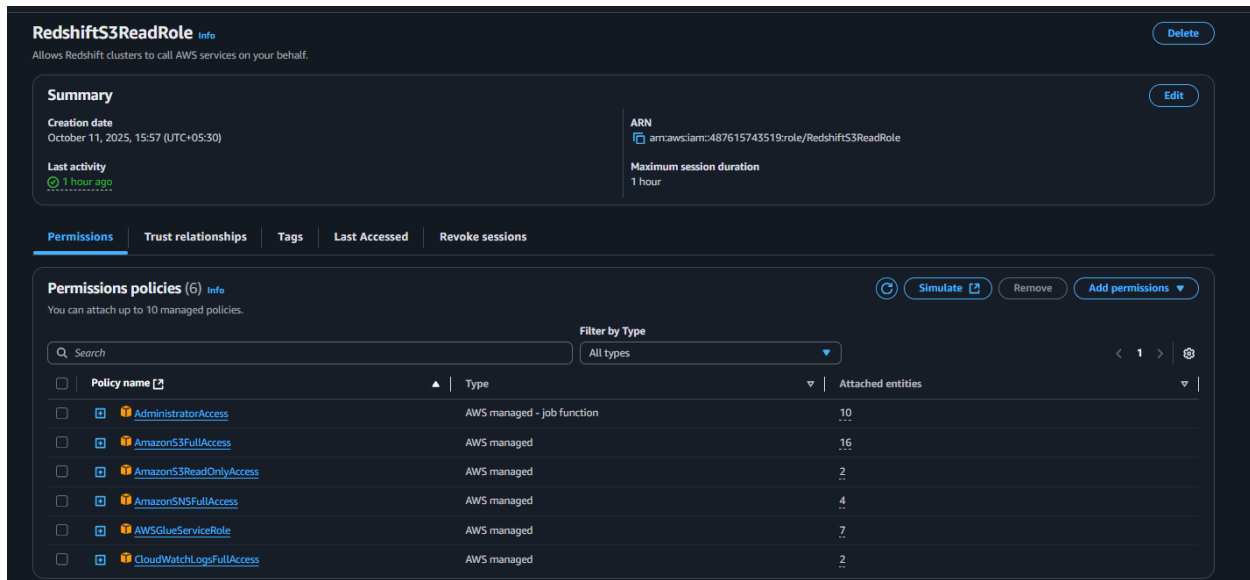 RedshiftS3ReadRole Info
Delete
Allows Redshift clusters to call AWS services on your behalf.
Summary
Edit
Creation date
October 11, 2025, 15:57 (UTC+05:30)
ARN
arn:aws:iam::487615743519:role/RedshiftS3ReadRole
Last activity
1 hour ago
Maximum session duration
1 hour
Permissions Trust relationships Tags Last Accessed Revoke sessions
Permissions policies (6) Info
Simulate Remove Add permissions
You can attach up to 10 managed policies.
Filter by Type
Search All types 1
Policy name Type Attached entities
AdministratorAccess AWS managed - job function 10
AmazonS3FullAccess AWS managed 16
AmazonS3ReadOnlyAccess AWS managed 2
AmazonSNSFullAccess AWS managed 4
AWSGlueServiceRole AWS managed 7
CloudWatchLogsFullAccess AWS managed 2